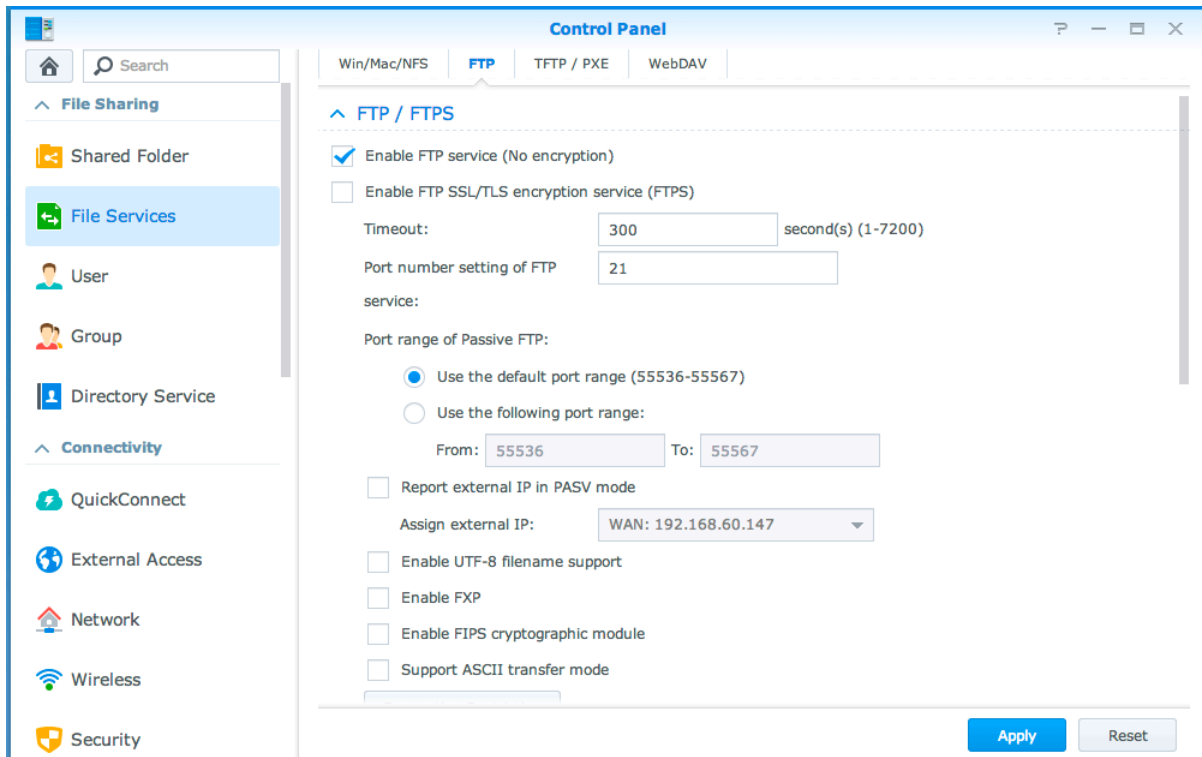 Control Panel
Search
File Sharing
Shared Folder
File Services
User
Group
Directory Service
Connectivity
QuickConnect
External Access
Network
Wireless
Security
Win/Mac/NFS FTP TFTP / PXE WebDAV
FTP / FTPS
Enable FTP service (No encryption)
Enable FTP SSL/TLS encryption service (FTPS)
Timeout: 300 second(s) (1-7200)
Port number setting of FTP 21
service:
Port range of Passive FTP:
Use the default port range (55536-55567)
Use the following port range:
From: 55536 To: 55567
Report external IP in PASV mode
Assign external IP: WAN: 192.168.60.147
Enable UTF-8 filename support
Enable FXP
Enable FIPS cryptographic module
Support ASCII transfer mode
Apply Reset